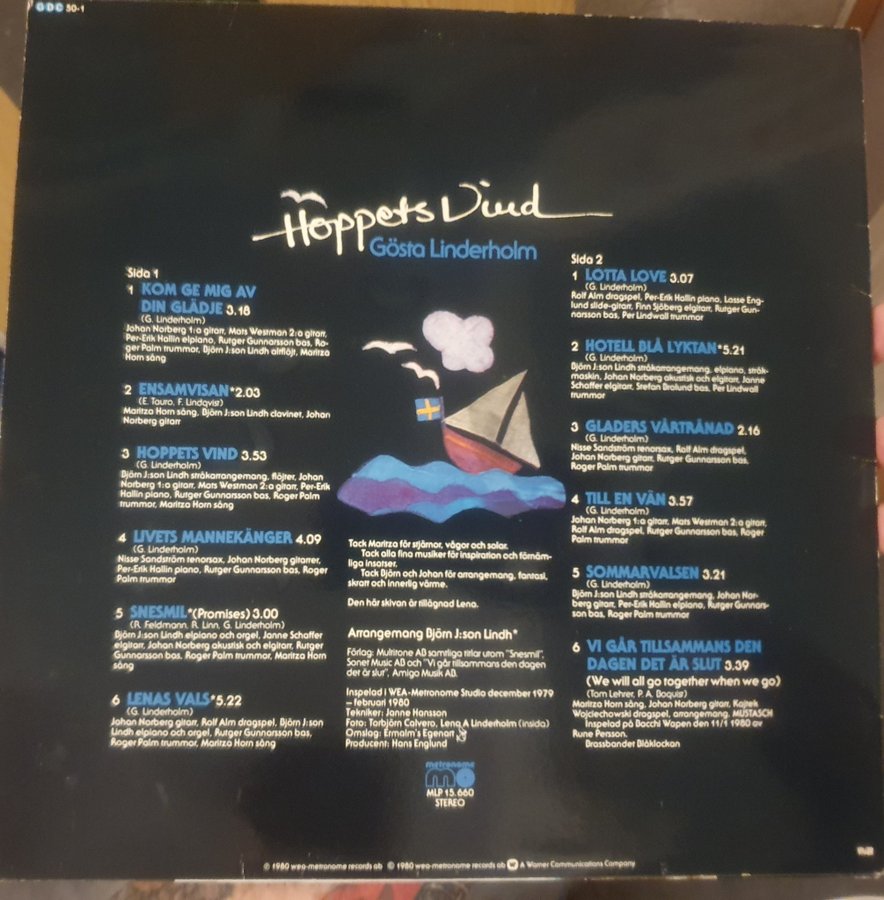 GDC 50-1
Hoppets Vind
Gösta Linderholm
Sida 1
1 KOM GE MIG AV
DIN GLÄDJE 3.18
(G. Linderholm)
Johan Norberg 1:a gitarr, Mats Westman 2:a gitarr,
Per-Erik Hallin elpiano, Rutger Gunnarsson bas, Ro-
ger Palm trummor, Björn J:son Lindh altflöjt, Maritza
Horn sång
2 ENSAMVISAN*2.03
(E. Tauro, F. Lindqvist)
Maritza Horn sång, Björn J:son Lindh clavinet, Johan
Norberg gitarr
3 HOPPETS VIND 3.53
(G. Linderholm)
Björn J:son Lindh stråkarrangemang, flöjter, Johan
Norberg 1:a gitarr, Mats Westman 2:a gitarr, Per-Erik
Hallin piano, Rutger Gunnarsson bas, Roger Palm
trummor, Maritza Horn sång
4 LIVETS MANNEKÄNGER 4.09
(G. Linderholm)
Nisse Sandström tenorsax, Johan Norberg gitarrer,
Per-Erik Hallin elpiano, Rutger Gunnarsson bas, Roger
Palm trummor
5 SNESMIL*(Promises) 3.00
(R. Feldmann, R. Linn, G. Linderholm)
Björn J:son Lindh elpiano och orgel, Janne Schaffer
elgitarr, Johan Norberg akustisk och elgitarr, Rutger
Gunnarsson bas, Roger Palm trummor, Maritza Horn
sång
6 LENAS VALS*5.22
(G. Linderholm)
Johan Norberg gitarr, Rolf Alm dragspel, Björn J:son
Lindh elpiano och orgel, Rutger Gunnarsson bas,
Roger Palm trummor, Maritza Horn sång
Tack Maritza för stjärnor, vågor och solar.
Tack alla fina musiker för inspiration och förnäm-
liga insatser.
Tack Björn och Johan för arrangemang, fantasi,
skratt och innerlig värme.
Den här skivan är tillägnad Lena.
Arrangemang Björn J:son Lindh*
Förlag: Multitone AB samtliga titlar utom "Snesmil",
Sonet Music AB och "Vi går tillsammans den dagen
det är slut", Amigo Musik AB.
Inspelad i WEA-Metronome Studio december 1979
– februari 1980
Tekniker: Janne Hansson
Foto: Torbjörn Calvero, Lena A Linderholm (insida)
Omslag: Ermalm's Egenart
Producent: Hans Englund
metronome
MLP 15.660
STEREO
Sida 2
1 LOTTA LOVE 3.07
(G. Linderholm)
Rolf Alm dragspel, Per-Erik Hallin piano, Lasse Eng-
lund slide-gitarr, Finn Sjöberg elgitarr, Rutger Gun-
narsson bas, Per Lindwall trummor
2 HOTELL BLÅ LYKTAN*5.21
(G. Linderholm)
Björn J:son Lindh stråkarrangemang, elpiano, stråk-
maskin, Johan Norberg akustisk och elgitarr, Janne
Schaffer elgitarr, Stefan Brolund bas, Per Lindwall
trummor
3 GLADERS VÅRTRÅNAD 2.16
(G. Linderholm)
Nisse Sandström tenorsax, Rolf Alm dragspel,
Johan Norberg gitarr, Rutger Gunnarsson bas,
Roger Palm trummor
4 TILL EN VÄN 3.57
(G. Linderholm)
Johan Norberg 1:a gitarr, Mats Westman 2:a gitarr,
Rolf Alm dragspel, Rutger Gunnarsson bas, Roger
Palm trummor
5 SOMMARVALSEN 3.21
(G. Linderholm)
Björn J:son Lindh stråkarrangemang, Johan Nor-
berg gitarr, Per-Erik Hallin elpiano, Rutger Gunnars-
son bas, Roger Palm trummor
6 VI GÅR TILLSAMMANS DEN
DAGEN DET ÄR SLUT 3.39
(We will all go together when we go)
(Tom Lehrer, P. A. Boquist)
Maritza Horn sång, Johan Norberg gitarr, Kajtek
Wojciechowski dragspel, arrangemang, MUSTASCH
Inspelad på Bacchi Wapen den 11/1 1980 av
Rune Persson.
Brassbandet Blåklockan
℗ 1980 wea-metronome records ab © 1980 wea-metronome records ab A Warner Communications Company